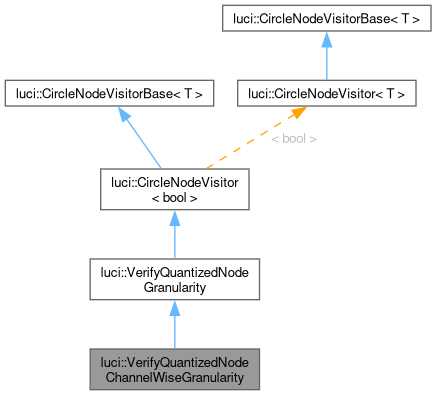 luci::CircleNodeVisitorBase< T >
luci::CircleNodeVisitorBase< T >
luci::CircleNodeVisitor< T >
< bool >
luci::CircleNodeVisitor
< bool >
luci::VerifyQuantizedNode
Granularity
luci::VerifyQuantizedNode
ChannelWiseGranularity